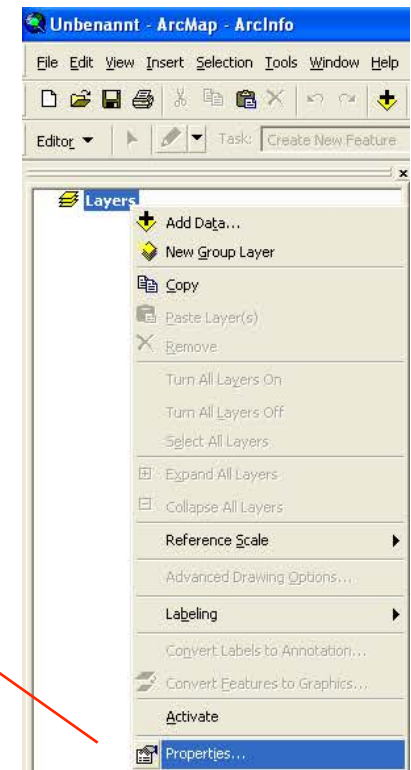 Unbenannt - ArcMap - ArcInfo
File Edit View Insert Selection Tools Window Help
Editor Task: Create New Feature
Layers
Add Data...
New Group Layer
Copy
Paste Layer(s)
Remove
Turn All Layers On
Turn All Layers Off
Select All Layers
Expand All Layers
Collapse All Layers
Reference Scale
Advanced Drawing Options...
Labeling
Convert Labels to Annotation...
Convert Features to Graphics...
Activate
Properties...